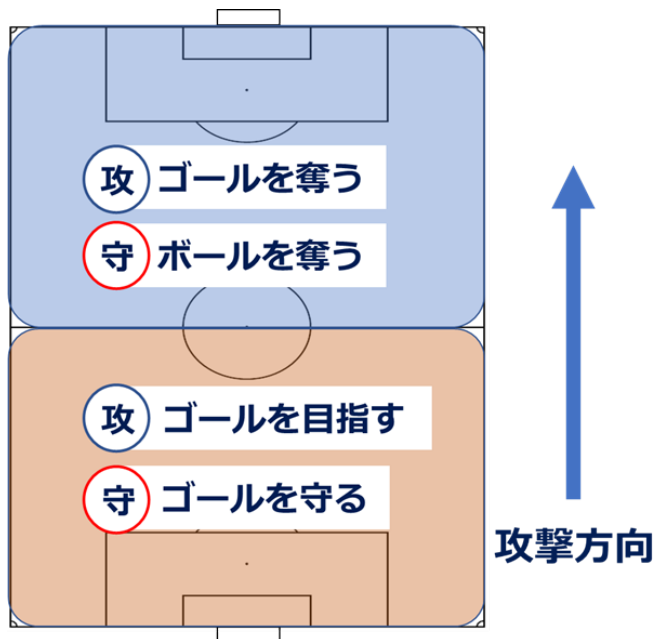 攻 ゴールを奪う
守 ボールを奪う
攻 ゴールを目指す
守 ゴールを守る
攻撃方向